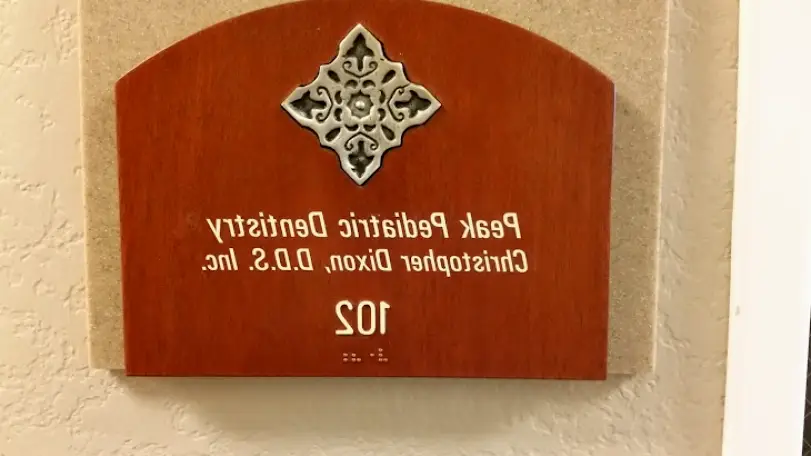 Peak Pediatric Dentistry
Christopher Dixon, D.D.S. Inc.
102